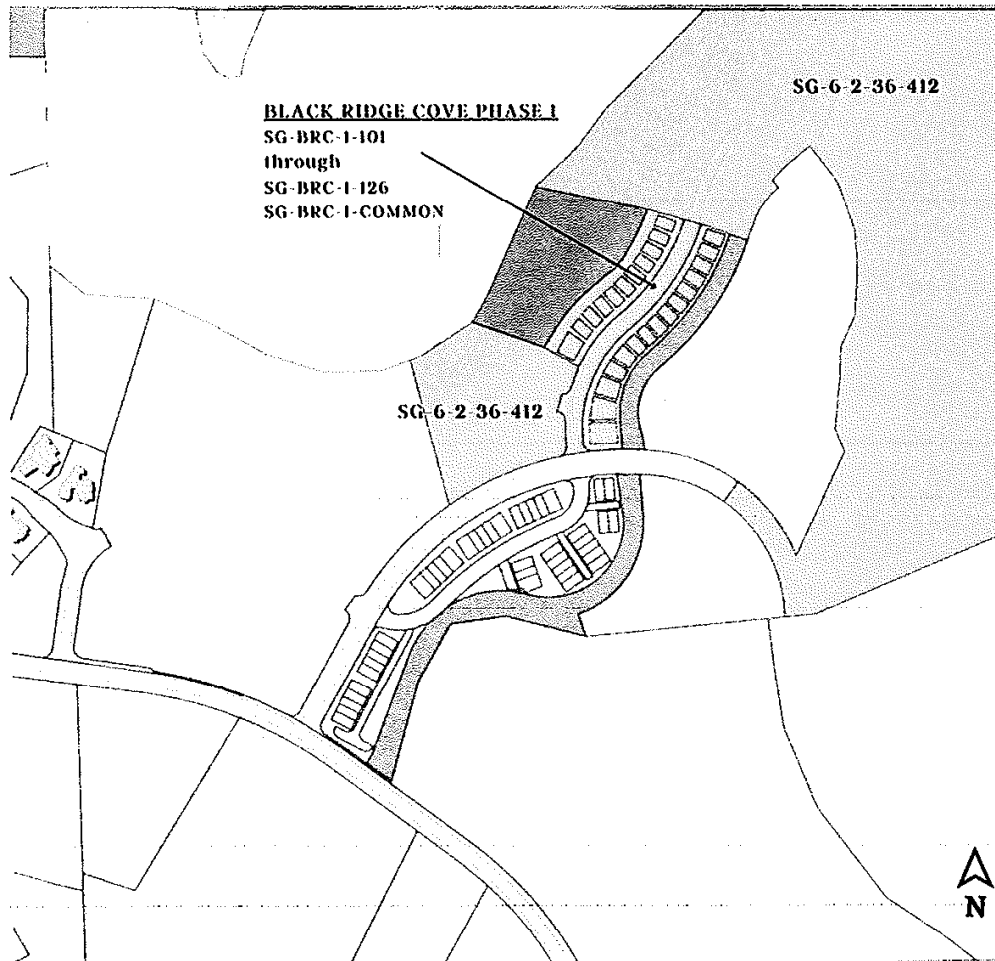 SG-6-2-36-412
BLACK RIDGE COVE PHASE 1
SG-BRC-1-101
through
SG-BRC-1-126
SG-BRC-1-COMMON
SG-6-2-36-412
N